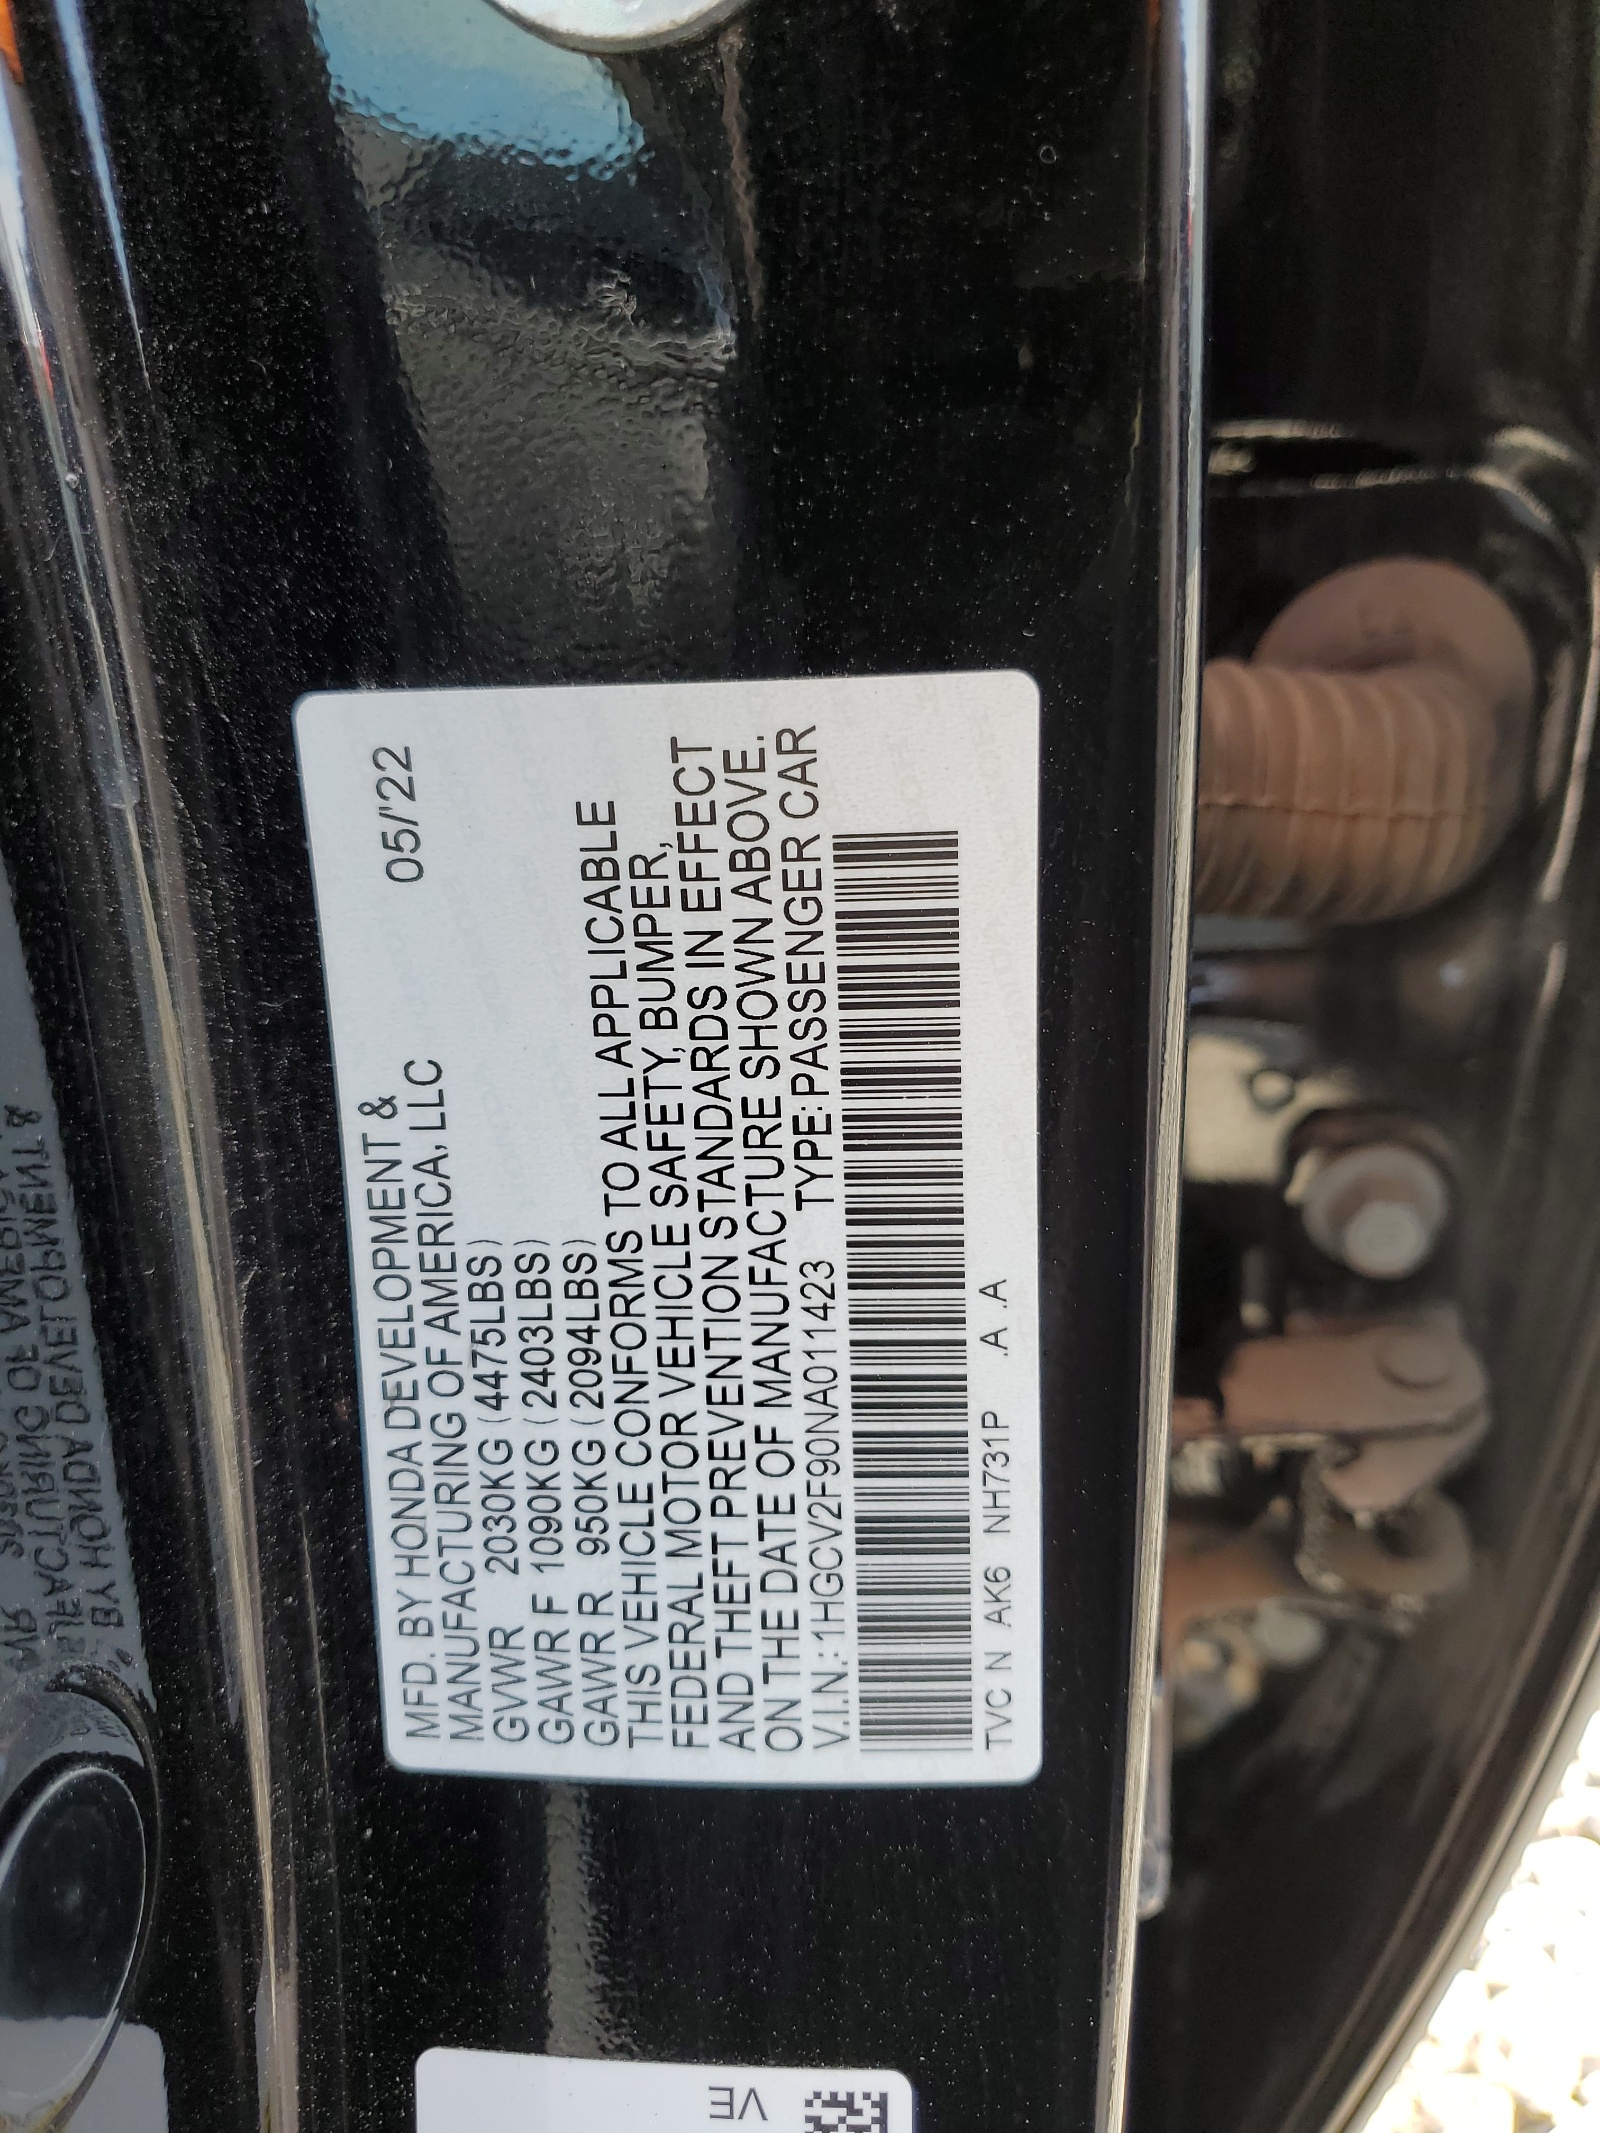 MFD. BY HONDA DEVELOPMENT & 05/'22
MANUFACTURING OF AMERICA, LLC
GVWR 2030KG (4475LBS)
GAWR F 1090KG (2403LBS)
GAWR R 950KG (2094LBS)
THIS VEHICLE CONFORMS TO ALL APPLICABLE
FEDERAL MOTOR VEHICLE SAFETY, BUMPER,
AND THEFT PREVENTION STANDARDS IN EFFECT
ON THE DATE OF MANUFACTURE SHOWN ABOVE.
V.I.N.: 1HGCV2F90NA011423 TYPE: PASSENGER CAR
TVC N AK6 NH731P .A .A
VE